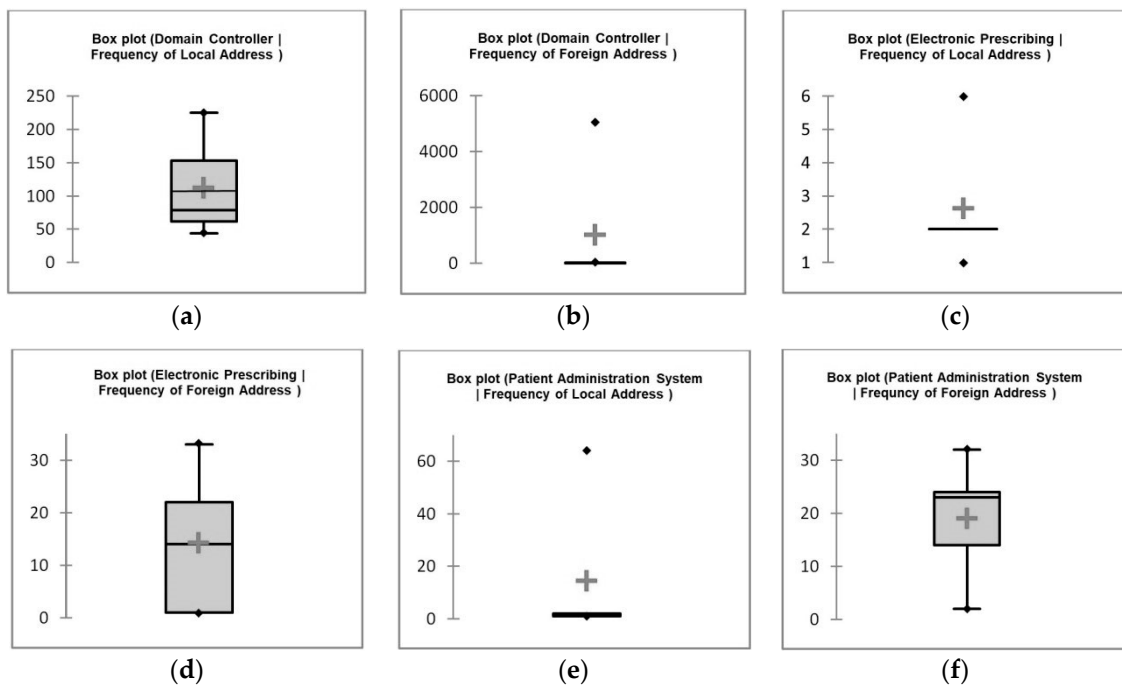 Box plot (Domain Controller |
Frequency of Local Address )
250
200
150
100
50
0
(a)
Box plot (Domain Controller |
Frequency of Foreign Address )
6000
4000
2000
0
(b)
Box plot (Electronic Prescribing |
Frequency of Local Address )
6
5
4
3
2
1
(c)
Box plot (Electronic Prescribing |
Frequency of Foreign Address )
30
20
10
0
(d)
Box plot (Patient Administration System
| Frequency of Local Address )
60
40
20
0
(e)
Box plot (Patient Administration System
| Frequncy of Foreign Address )
30
20
10
0
(f)